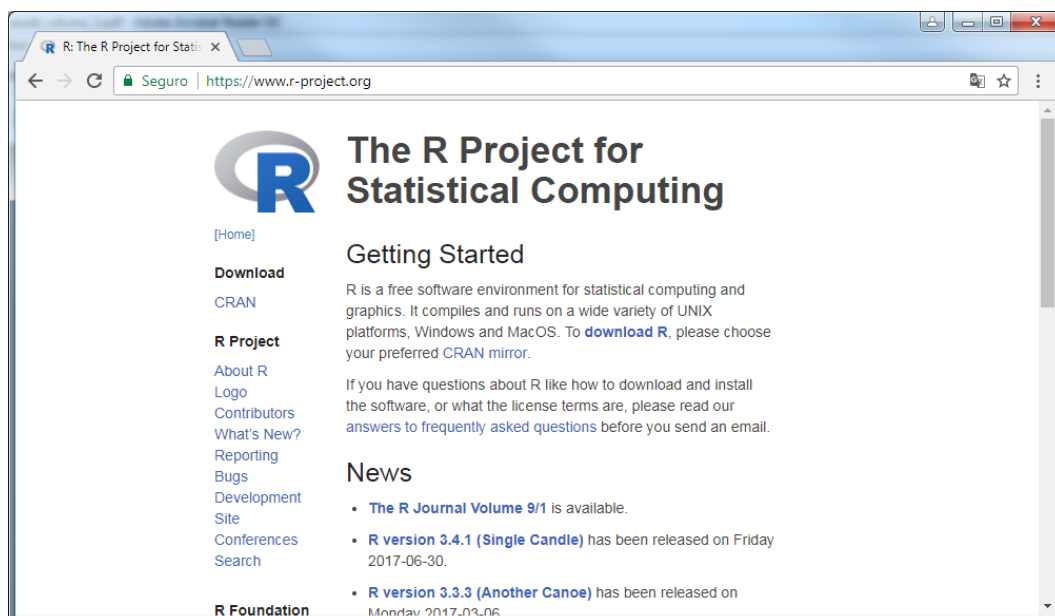 R: The R Project for Statis
Seguro | https://www.r-project.org
R
The R Project for
Statistical Computing
[Home]
Download
CRAN
R Project
About R
Logo
Contributors
What's New?
Reporting
Bugs
Development
Site
Conferences
Search
R Foundation
Getting Started
R is a free software environment for statistical computing and
graphics. It compiles and runs on a wide variety of UNIX
platforms, Windows and MacOS. To download R, please choose
your preferred CRAN mirror.
If you have questions about R like how to download and install
the software, or what the license terms are, please read our
answers to frequently asked questions before you send an email.
News
• The R Journal Volume 9/1 is available.
• R version 3.4.1 (Single Candle) has been released on Friday
2017-06-30.
• R version 3.3.3 (Another Canoe) has been released on
Monday 2017-03-06.